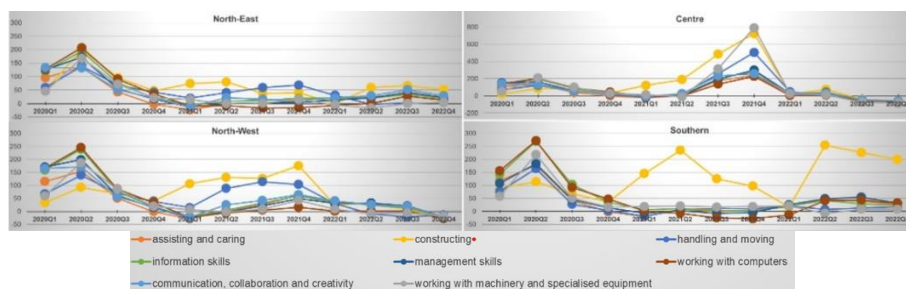 North-East
300
250
200
150
100
50
0
-50
2020Q1 2020Q2 2020Q3 2020Q4 2021Q1 2021Q2 2021Q3 2021Q4 2022Q1 2022Q2 2022Q3 2022Q4
Centre
800
600
400
200
0
2020Q1 2020Q2 2020Q3 2020Q4 2021Q1 2021Q2 2021Q3 2021Q4 2022Q1 2022Q2 2022Q3 2022Q4
North-West
300
250
200
150
100
50
0
-50
2020Q1 2020Q2 2020Q3 2020Q4 2021Q1 2021Q2 2021Q3 2021Q4 2022Q1 2022Q2 2022Q3 2022Q4
Southern
300
250
200
150
100
50
0
-50
2020Q1 2020Q2 2020Q3 2020Q4 2021Q1 2021Q2 2021Q3 2021Q4 2022Q1 2022Q2 2022Q3 2022Q4
assisting and caring
constructing
handling and moving
information skills
management skills
working with computers
communication, collaboration and creativity
working with machinery and specialised equipment